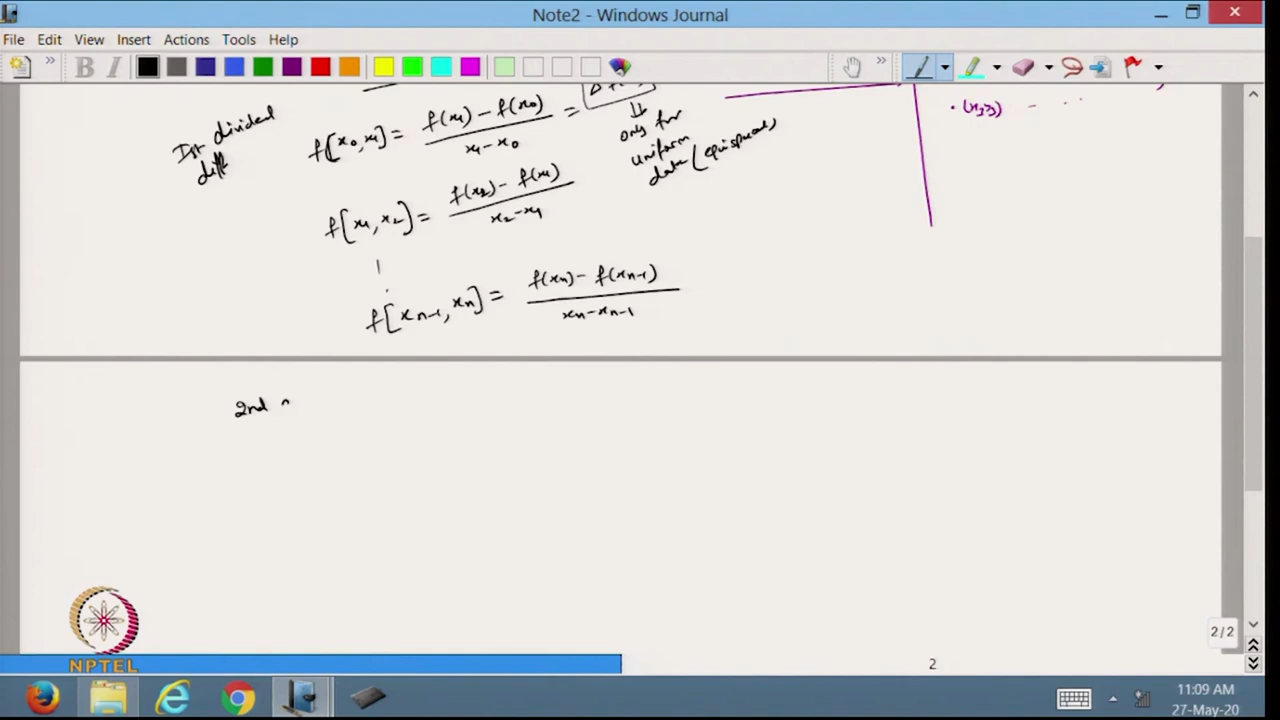 Note2 - Windows Journal
File Edit View Insert Actions Tools Help
Ist divided
diff
f[x₀, x₁] = f(x₁) - f(x₀) / x₁ - x₀ =
⇓
only for
uniform
data (equispaced)
f[x₁, x₂] = f(x₂) - f(x₁) / x₂ - x₁
f[xn-1, xn] = f(xn) - f(xn-1) / xn - xn-1
2nd
NPTEL
2/2
2
11:09 AM
27-May-20